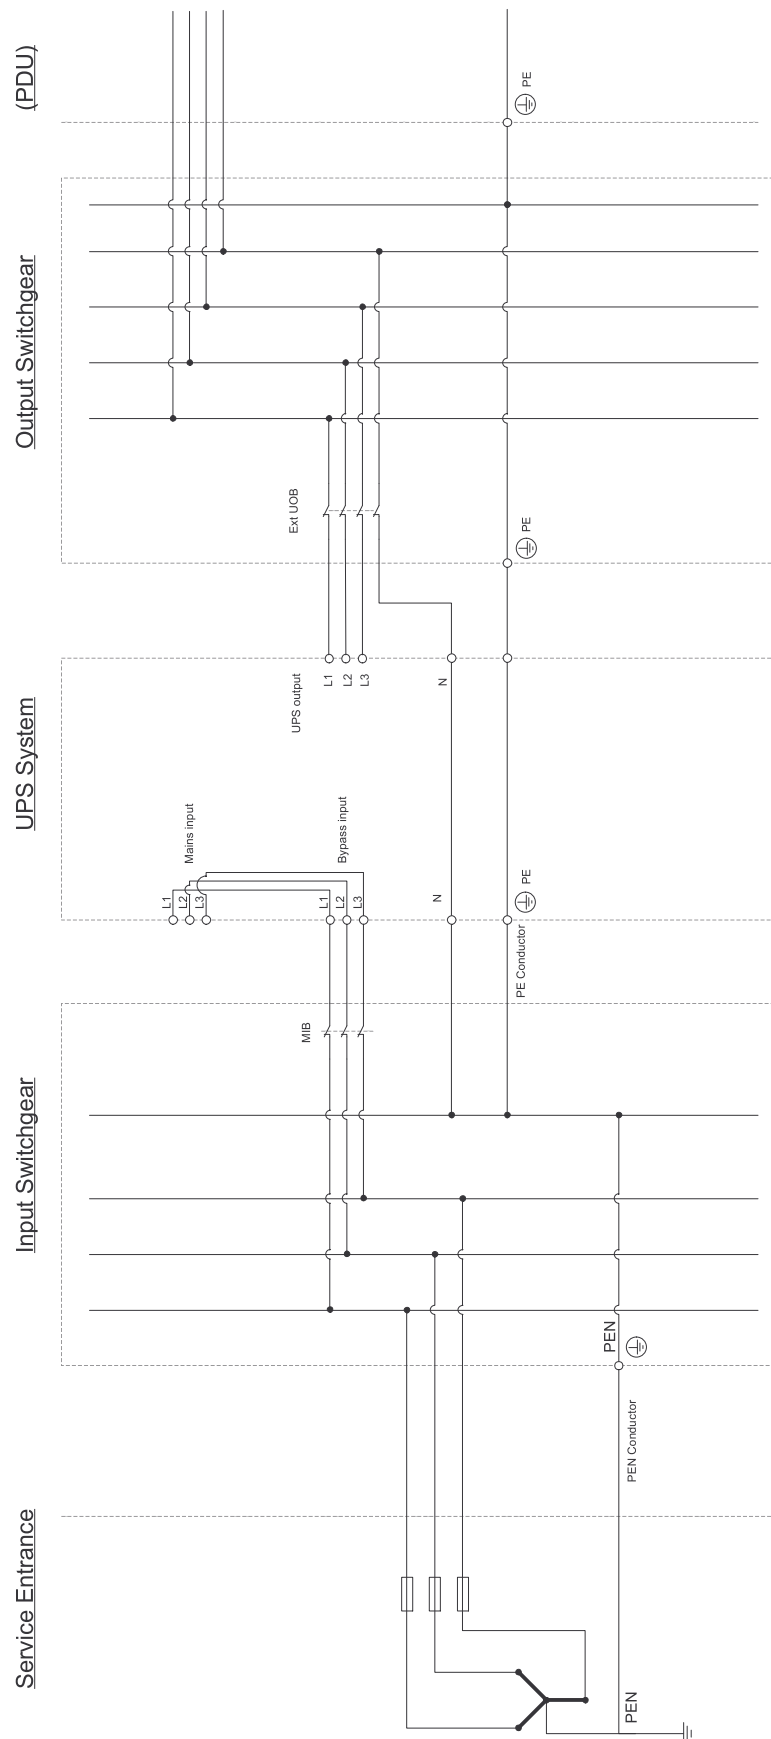 Service Entrance
Input Switchgear
UPS System
Output Switchgear
(PDU)
Mains input
L1
L2
L3
MIB
L1
L2
L3
Bypass input
UPS output
L1
L2
L3
Ext UOB
N
N
PE Conductor
PE
PE
PE
PEN
PEN Conductor
PEN